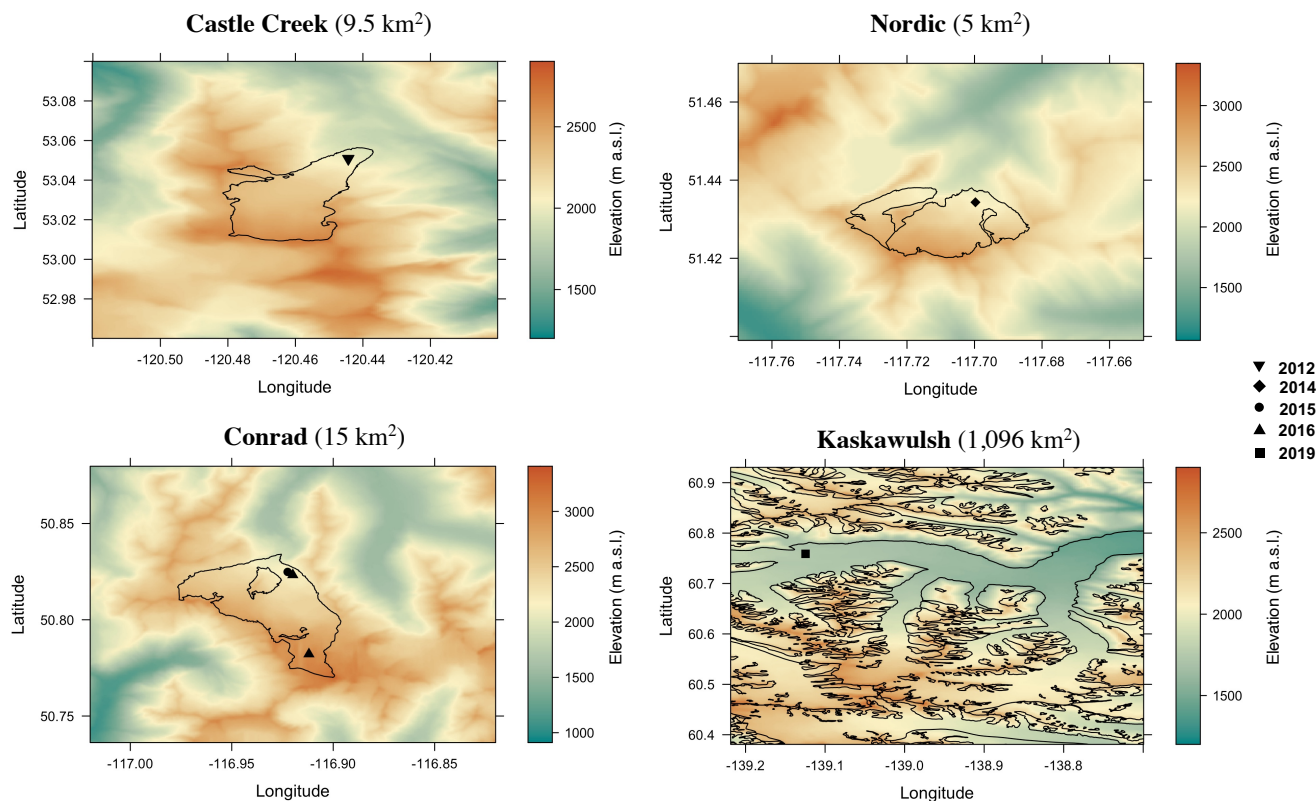 Castle Creek (9.5 km²)
53.08
53.06
53.04
53.02
53.00
52.98
Latitude
-120.50 -120.48 -120.46 -120.44 -120.42
Longitude
2500
2000
1500
Elevation (m a.s.l.)
Nordic (5 km²)
51.46
51.44
51.42
Latitude
-117.76 -117.74 -117.72 -117.70 -117.68 -117.66
Longitude
3000
2500
2000
1500
Elevation (m a.s.l.)
2012
2014
2015
2016
2019
Conrad (15 km²)
50.85
50.80
50.75
Latitude
-117.00 -116.95 -116.90 -116.85
Longitude
3000
2500
2000
1500
1000
Elevation (m a.s.l.)
Kaskawulsh (1,096 km²)
60.9
60.8
60.7
60.6
60.5
60.4
Latitude
-139.2 -139.1 -139.0 -138.9 -138.8
Longitude
2500
2000
1500
Elevation (m a.s.l.)